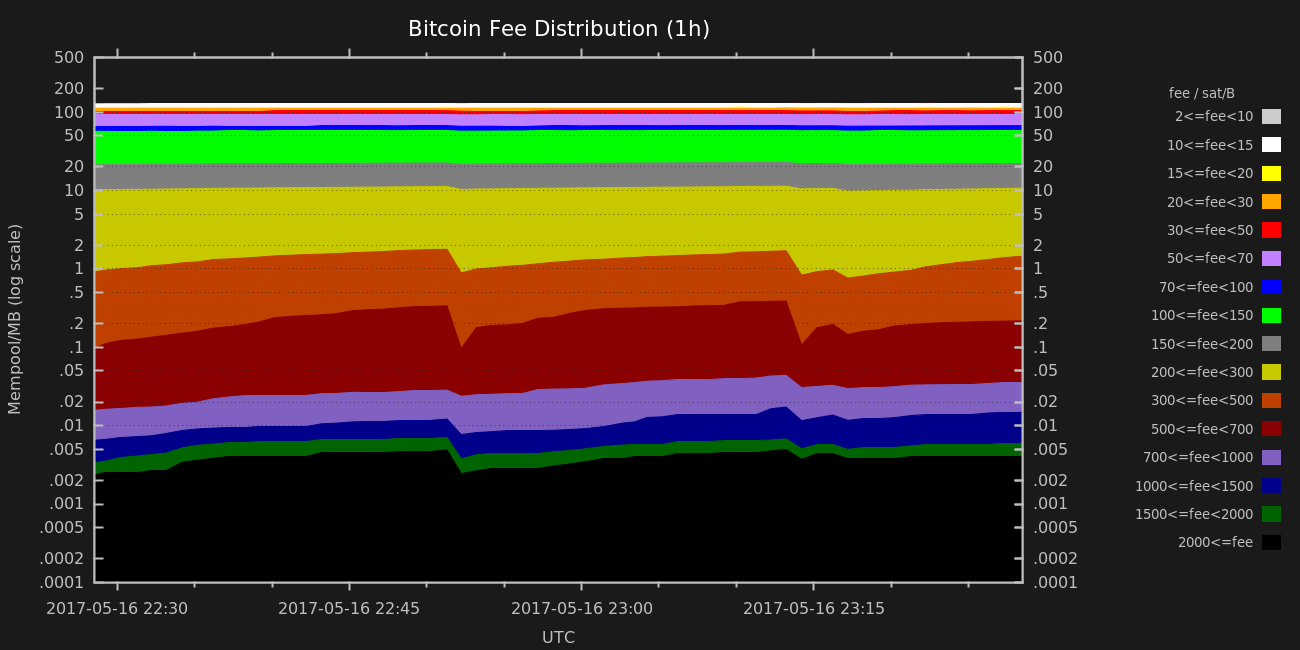 Bitcoin Fee Distribution (1h)
500
200
100
50
20
10
5
2
1
.5
.2
.1
.05
.02
.01
.005
.002
.001
.0005
.0002
.0001
Mempool/MB (log scale)
500
200
100
50
20
10
5
2
1
.5
.2
.1
.05
.02
.01
.005
.002
.001
.0005
.0002
.0001
2017-05-16 22:30 2017-05-16 22:45 2017-05-16 23:00 2017-05-16 23:15
UTC
fee / sat/B
2<=fee<10
10<=fee<15
15<=fee<20
20<=fee<30
30<=fee<50
50<=fee<70
70<=fee<100
100<=fee<150
150<=fee<200
200<=fee<300
300<=fee<500
500<=fee<700
700<=fee<1000
1000<=fee<1500
1500<=fee<2000
2000<=fee